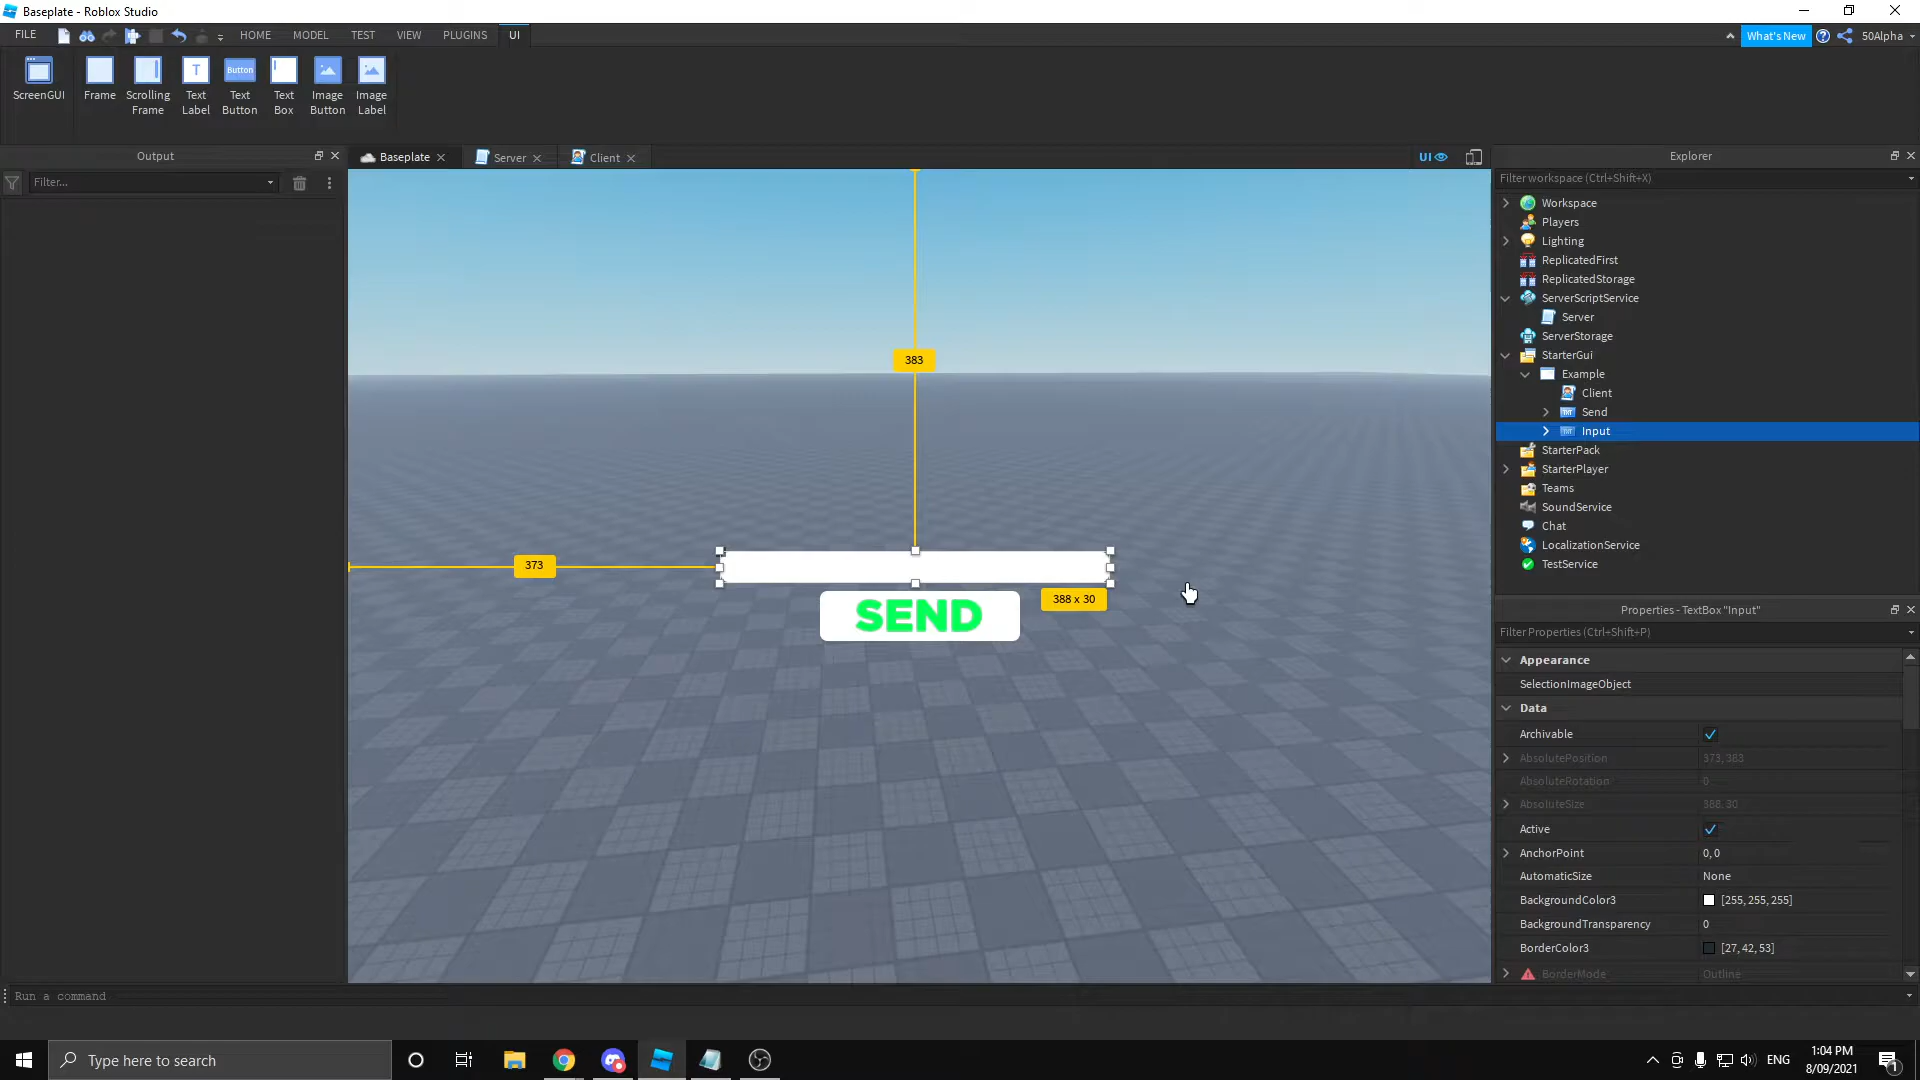 Baseplate - Roblox Studio
FILE
HOME
MODEL
TEST
VIEW
PLUGINS
UI
What's New
50Alpha
ScreenGUI
Frame
Scrolling
Frame
Text
Label
Text
Button
Text
Box
Image
Button
Image
Label
Button
T
Output
Filter...
Baseplate
Server
Client
UI
383
373
388 x 30
SEND
Explorer
Filter workspace (Ctrl+Shift+X)
Workspace
Players
Lighting
ReplicatedFirst
ReplicatedStorage
ServerScriptService
Server
ServerStorage
StarterGui
Example
Client
Send
Input
StarterPack
StarterPlayer
Teams
SoundService
Chat
LocalizationService
TestService
Properties - TextBox "Input"
Filter Properties (Ctrl+Shift+P)
Appearance
SelectionImageObject
Data
Archivable
AbsolutePosition 373, 383
AbsoluteRotation 0
AbsoluteSize 388, 30
Active
AnchorPoint 0, 0
AutomaticSize None
BackgroundColor3 [255, 255, 255]
BackgroundTransparency 0
BorderColor3 [27, 42, 53]
BorderMode Outline
Run a command
Type here to search
ENG
1:04 PM
8/09/2021
1